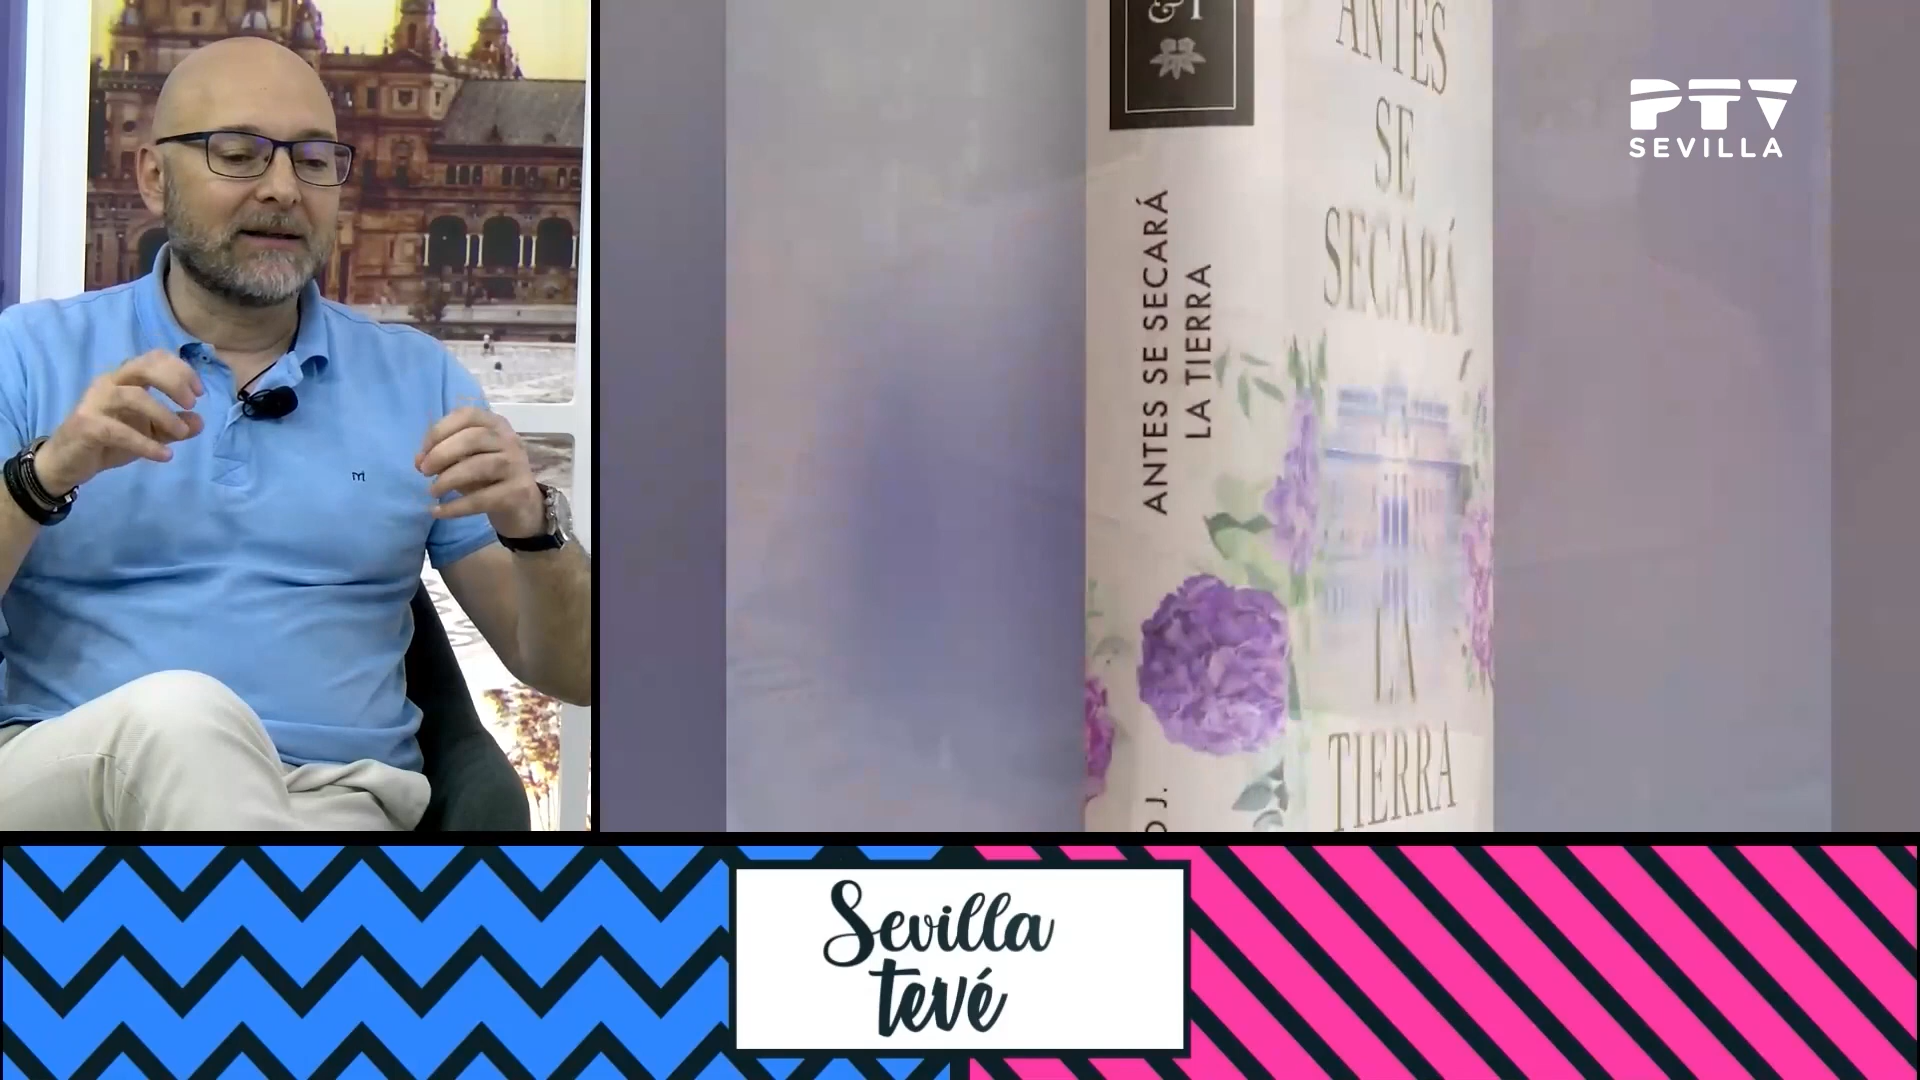 & T
ANTES
SE
SECARÁ
LA
TIERRA
ANTES SE SECARÁ
LA TIERRA
J.
PTV
SEVILLA
m
Sevilla
tevé